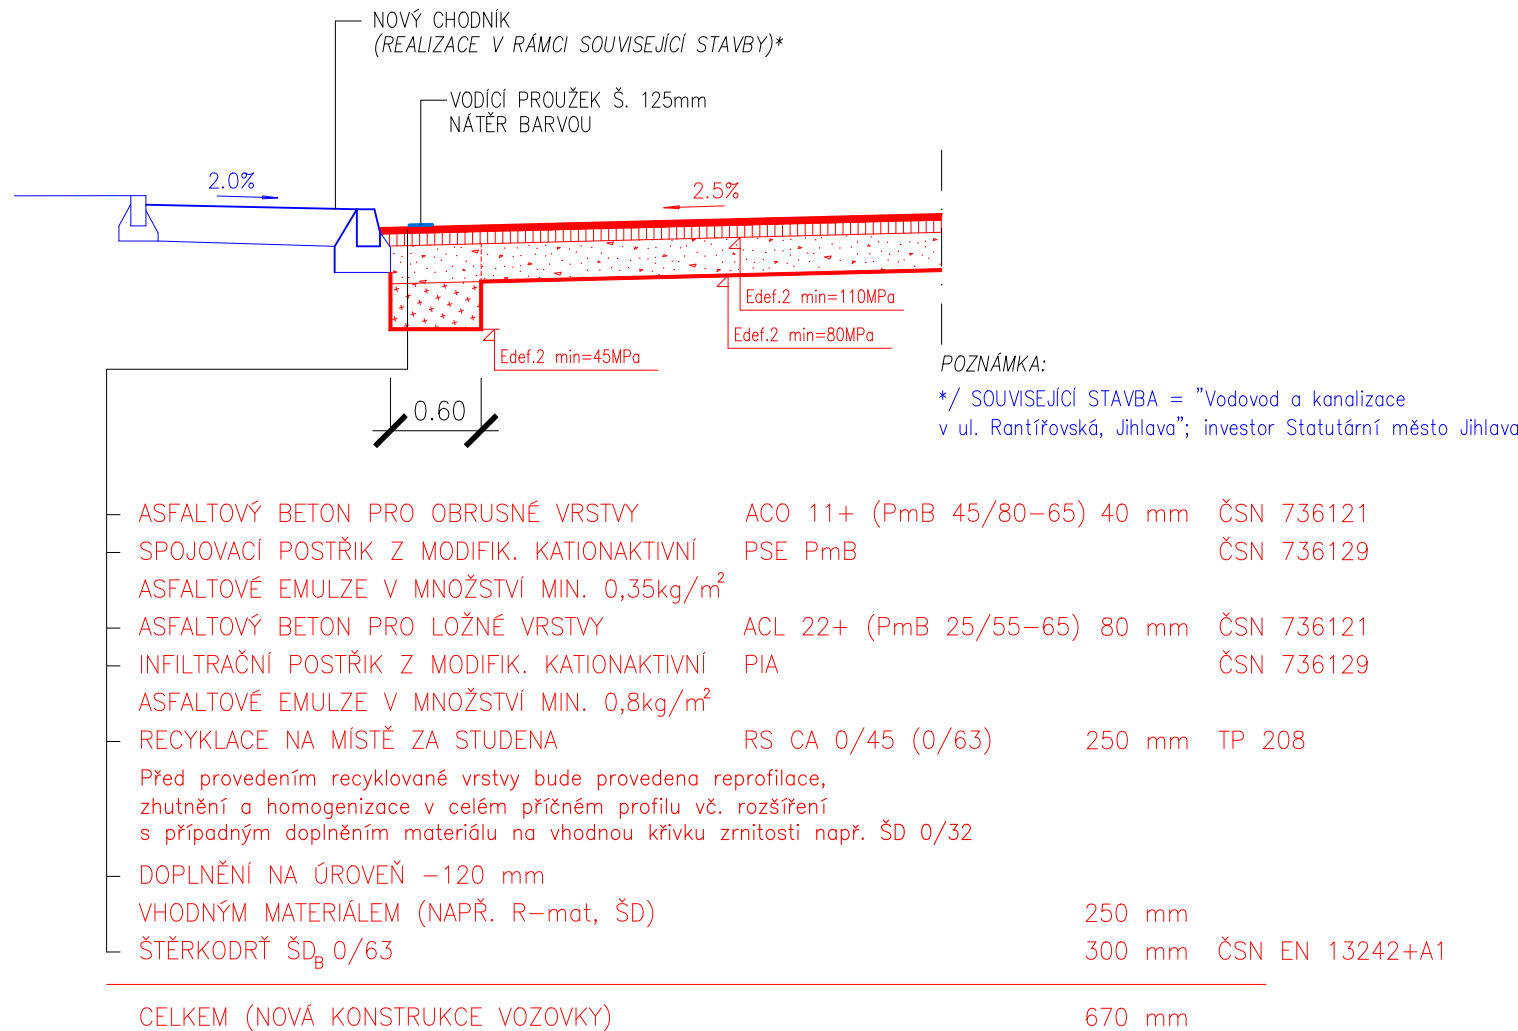 NOVÝ CHODNÍK
(REALIZACE V RÁMCI SOUVISEJÍCÍ STAVBY)*
VODÍCÍ PROUŽEK Š. 125mm
NÁTĚR BARVOU
2.0%
2.5%
Edef.2 min=110MPa
Edef.2 min=80MPa
Edef.2 min=45MPa
0.60
POZNÁMKA:
*/ SOUVISEJÍCÍ STAVBA = "Vodovod a kanalizace
v ul. Rantířovská, Jihlava"; investor Statutární město Jihlava
ASFALTOVÝ BETON PRO OBRUSNÉ VRSTVY ACO 11+ (PmB 45/80-65) 40 mm ČSN 736121
SPOJOVACÍ POSTŘIK Z MODIFIK. KATIONAKTIVNÍ PSE PmB ČSN 736129
ASFALTOVÉ EMULZE V MNOŽSTVÍ MIN. 0,35kg/m²
ASFALTOVÝ BETON PRO LOŽNÉ VRSTVY ACL 22+ (PmB 25/55-65) 80 mm ČSN 736121
INFILTRAČNÍ POSTŘIK Z MODIFIK. KATIONAKTIVNÍ PIA ČSN 736129
ASFALTOVÉ EMULZE V MNOŽSTVÍ MIN. 0,8kg/m²
RECYKLACE NA MÍSTĚ ZA STUDENA RS CA 0/45 (0/63) 250 mm TP 208
Před provedením recyklované vrstvy bude provedena reprofilace,
zhutnění a homogenizace v celém příčném profilu vč. rozšíření
s případným doplněním materiálu na vhodnou křivku zrnitosti např. ŠD 0/32
DOPLNĚNÍ NA ÚROVEŇ -120 mm
VHODNÝM MATERIÁLEM (NAPŘ. R-mat, ŠD) 250 mm
ŠTĚRKODRŤ ŠDB 0/63 300 mm ČSN EN 13242+A1
CELKEM (NOVÁ KONSTRUKCE VOZOVKY) 670 mm